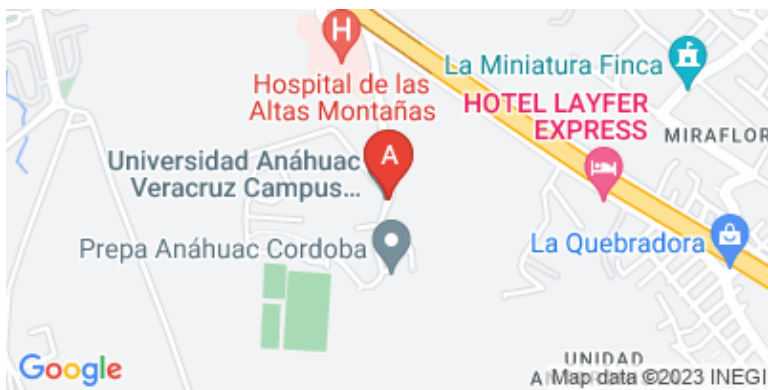 H
Hospital de las
Altas Montañas
La Miniatura Finca
HOTEL LAYFER
EXPRESS
MIRAFLOR
Universidad Anáhuac
Veracruz Campus...
A
Prepa Anáhuac Cordoba
La Quebradora
UNIDAD
Google
Map data ©2023 INEGI